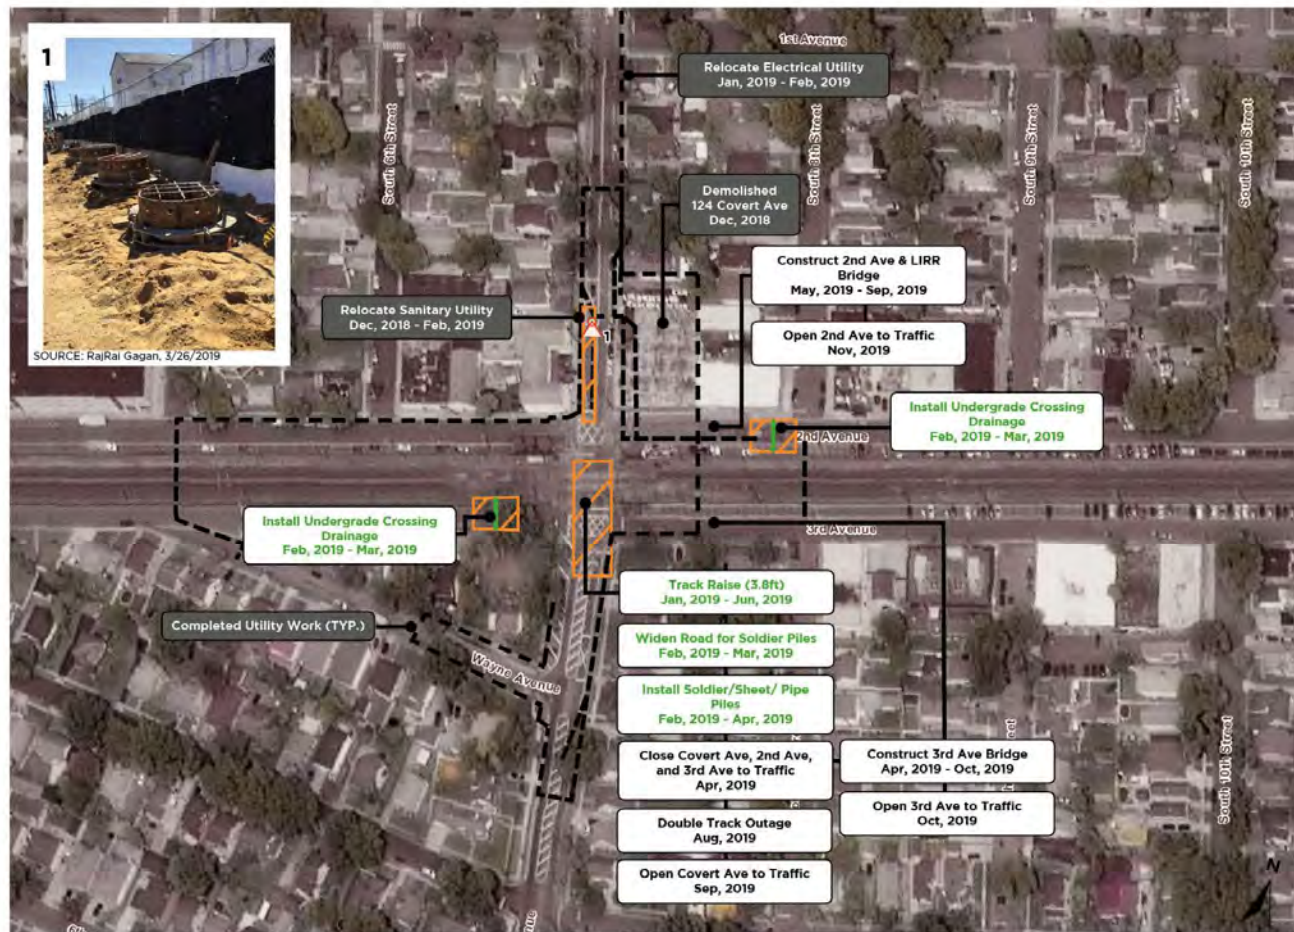 1
SOURCE: RajRai Gagan, 3/26/2019
1st Avenue
Relocate Electrical Utility
Jan, 2019 - Feb, 2019
South 6th Street
South 8th Street
South 9th Street
South 10th Street
Demolished
124 Covert Ave
Dec, 2018
Construct 2nd Ave & LIRR
Bridge
May, 2019 - Sep, 2019
Relocate Sanitary Utility
Dec, 2018 - Feb, 2019
1
Open 2nd Ave to Traffic
Nov, 2019
Install Undergrade Crossing
Drainage
Feb, 2019 - Mar, 2019
2nd Avenue
Install Undergrade Crossing
Drainage
Feb, 2019 - Mar, 2019
3rd Avenue
Track Raise (3.8ft)
Jan, 2019 - Jun, 2019
Completed Utility Work (TYP.)
Widen Road for Soldier Piles
Feb, 2019 - Mar, 2019
Wayne Avenue
Install Soldier/Sheet/ Pipe
Piles
Feb, 2019 - Apr, 2019
Close Covert Ave, 2nd Ave,
and 3rd Ave to Traffic
Apr, 2019
Construct 3rd Ave Bridge
Apr, 2019 - Oct, 2019
South 10th Street
Open 3rd Ave to Traffic
Oct, 2019
Double Track Outage
Aug, 2019
Open Covert Ave to Traffic
Sep, 2019
N